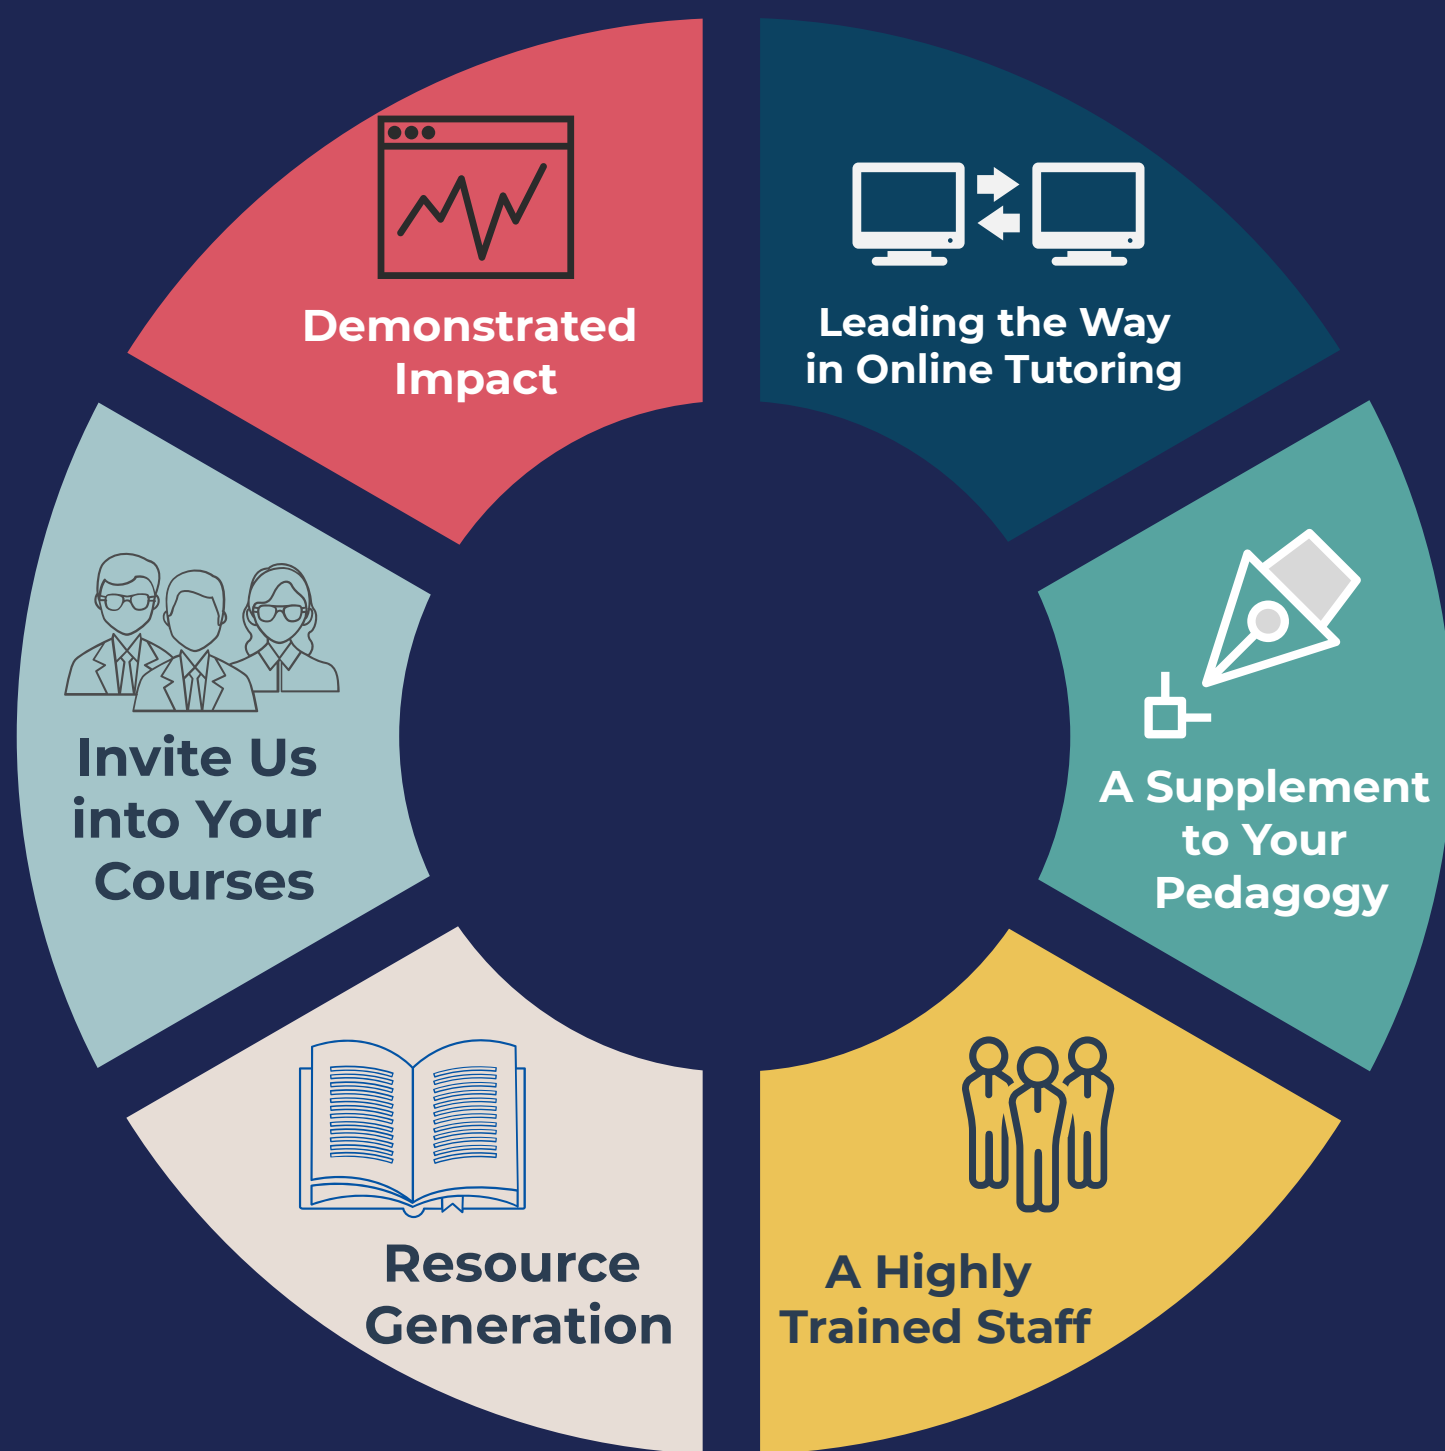 Demonstrated
Impact
Leading the Way
in Online Tutoring
A Supplement
to Your
Pedagogy
A Highly
Trained Staff
Resource
Generation
Invite Us
into Your
Courses